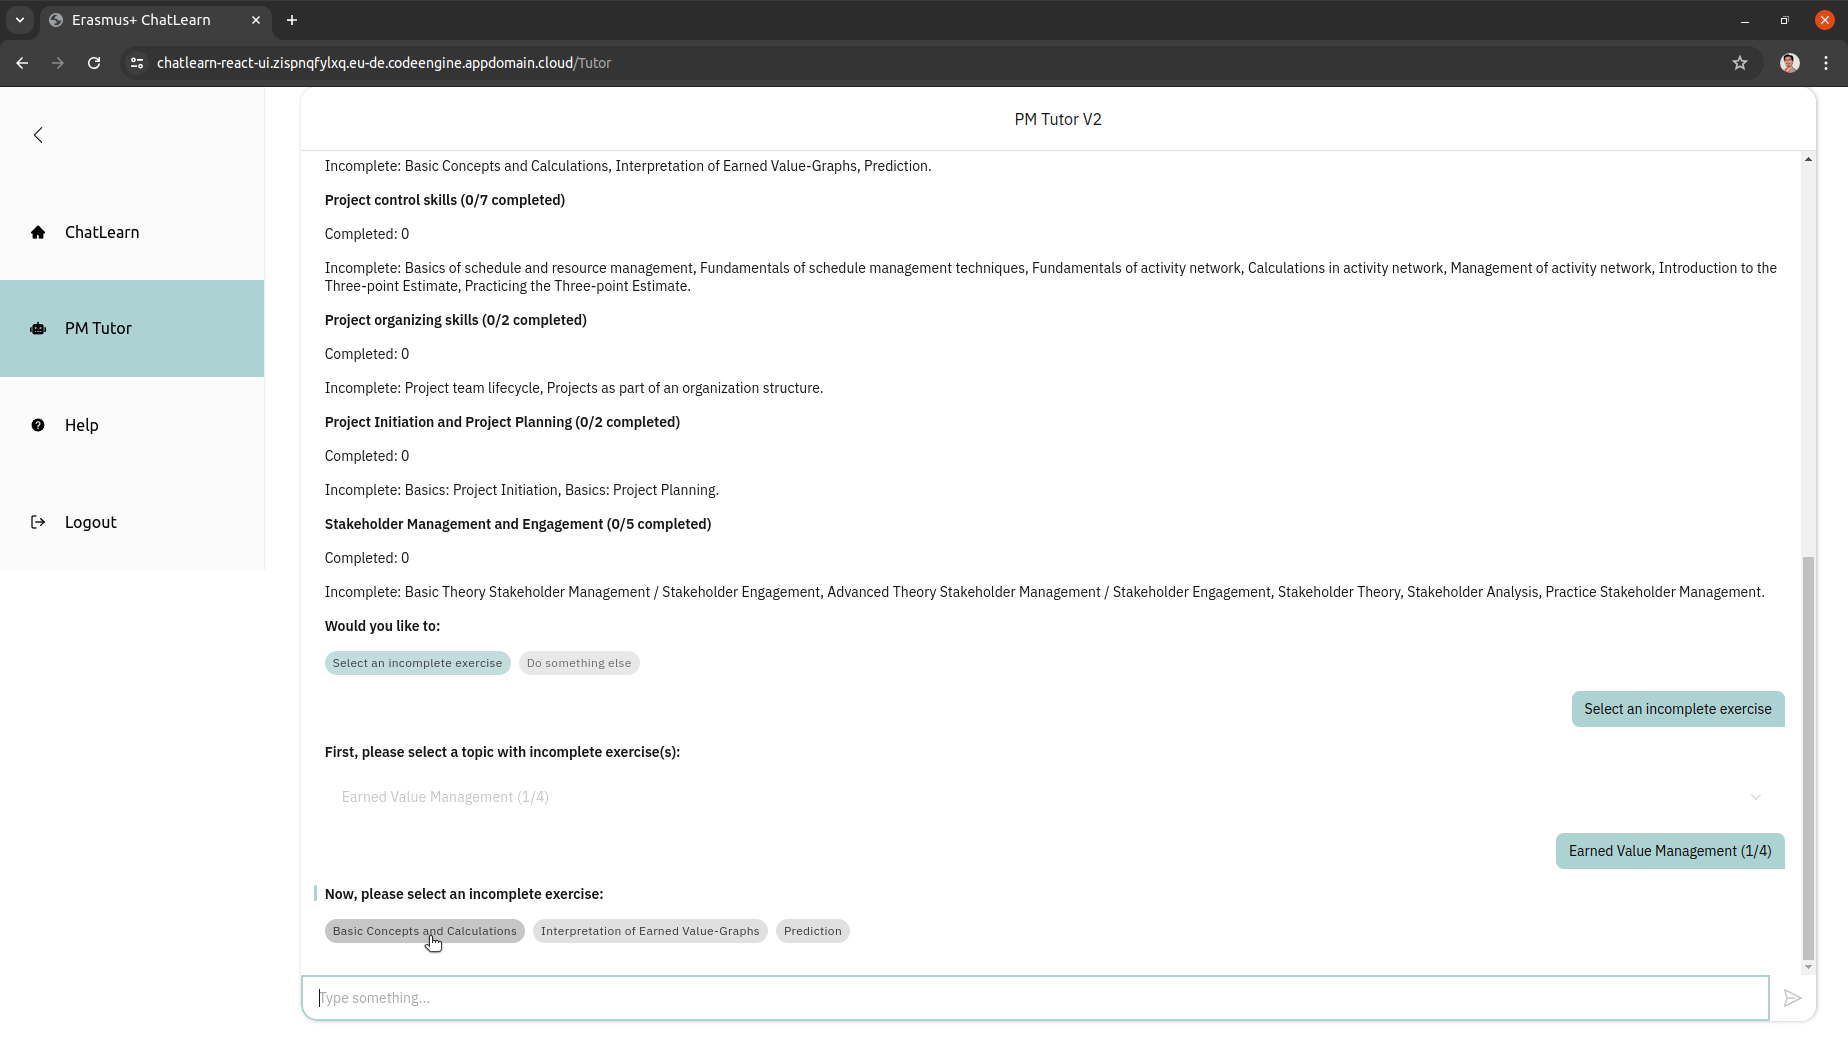 Erasmus+ ChatLearn
chatlearn-react-ui.zispnqfylxq.eu-de.codeengine.appdomain.cloud/Tutor
ChatLearn
PM Tutor
Help
Logout
PM Tutor V2
Incomplete: Basic Concepts and Calculations, Interpretation of Earned Value-Graphs, Prediction.
Project control skills (0/7 completed)
Completed: 0
Incomplete: Basics of schedule and resource management, Fundamentals of schedule management techniques, Fundamentals of activity network, Calculations in activity network, Management of activity network, Introduction to the
Three-point Estimate, Practicing the Three-point Estimate.
Project organizing skills (0/2 completed)
Completed: 0
Incomplete: Project team lifecycle, Projects as part of an organization structure.
Project Initiation and Project Planning (0/2 completed)
Completed: 0
Incomplete: Basics: Project Initiation, Basics: Project Planning.
Stakeholder Management and Engagement (0/5 completed)
Completed: 0
Incomplete: Basic Theory Stakeholder Management / Stakeholder Engagement, Advanced Theory Stakeholder Management / Stakeholder Engagement, Stakeholder Theory, Stakeholder Analysis, Practice Stakeholder Management.
Would you like to:
Select an incomplete exercise Do something else
Select an incomplete exercise
First, please select a topic with incomplete exercise(s):
Earned Value Management (1/4)
Earned Value Management (1/4)
Now, please select an incomplete exercise:
Basic Concepts and Calculations Interpretation of Earned Value-Graphs Prediction
Type something...